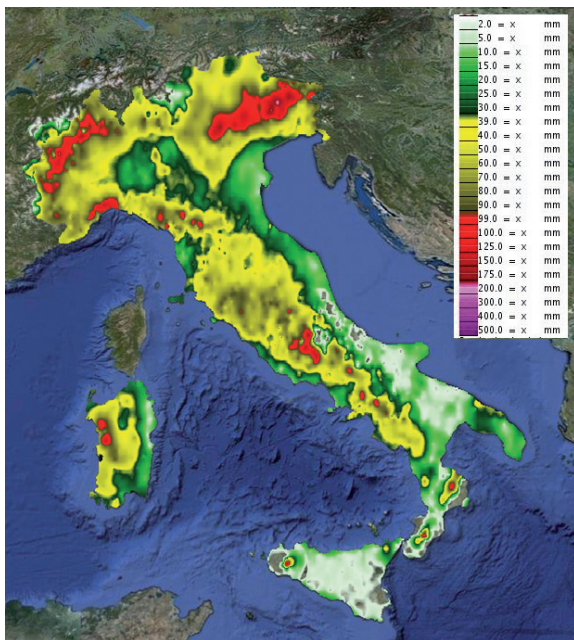 2.0 = x mm
5.0 = x mm
10.0 = x mm
15.0 = x mm
20.0 = x mm
30.0 = x mm
39.0 = x mm
40.0 = x mm
50.0 = x mm
60.0 = x mm
70.0 = x mm
80.0 = x mm
90.0 = x mm
99.0 = x mm
100.0 = x mm
125.0 = x mm
150.0 = x mm
175.0 = x mm
200.0 = x mm
300.0 = x mm
400.0 = x mm
500.0 = x mm